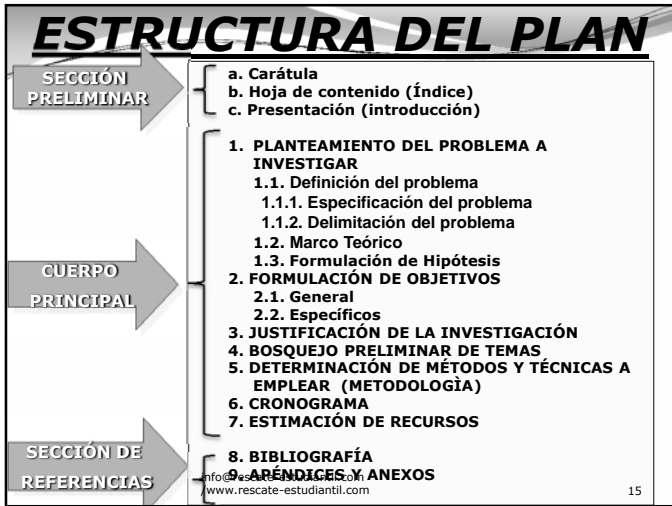 ESTRUCTURA DEL PLAN
SECCIÓN
PRELIMINAR
a. Carátula
b. Hoja de contenido (Índice)
c. Presentación (introducción)
CUERPO
PRINCIPAL
1. PLANTEAMIENTO DEL PROBLEMA A
INVESTIGAR
1.1. Definición del problema
1.1.1. Especificación del problema
1.1.2. Delimitación del problema
1.2. Marco Teórico
1.3. Formulación de Hipótesis
2. FORMULACIÓN DE OBJETIVOS
2.1. General
2.2. Específicos
3. JUSTIFICACIÓN DE LA INVESTIGACIÓN
4. BOSQUEJO PRELIMINAR DE TEMAS
5. DETERMINACIÓN DE MÉTODOS Y TÉCNICAS A
EMPLEAR (METODOLOGÌA)
6. CRONOGRAMA
7. ESTIMACIÓN DE RECURSOS
SECCIÓN DE
REFERENCIAS
8. BIBLIOGRAFÍA
9. APÉNDICES Y ANEXOS
info@rescate-estudiantil.com
/www.rescate-estudiantil.com
15